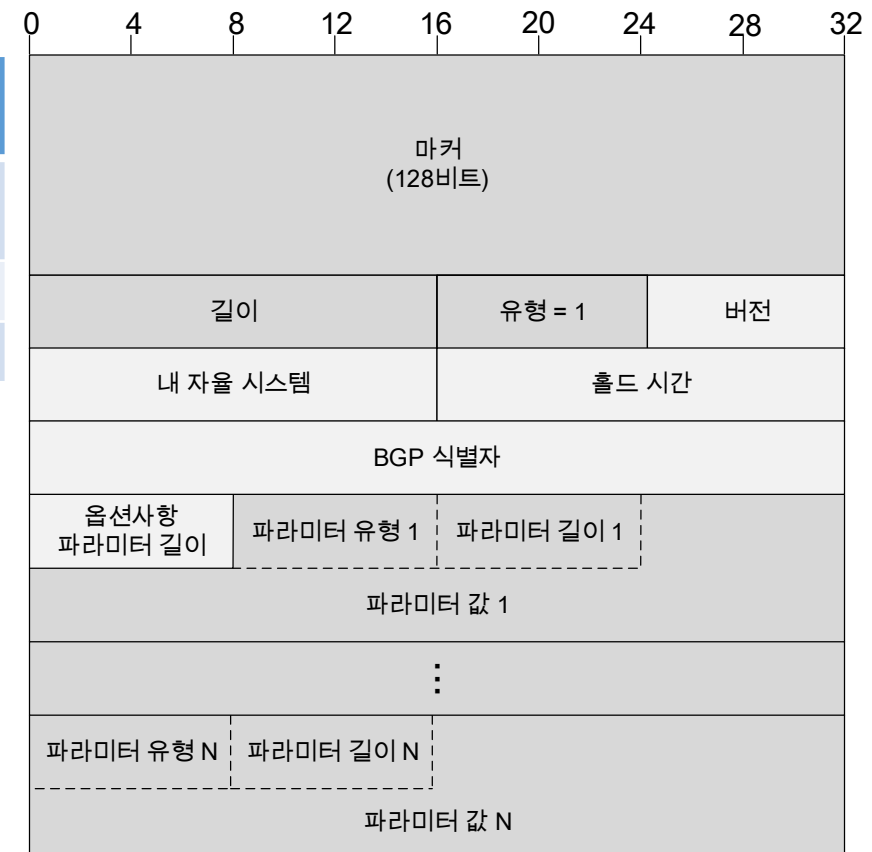 0 4 8 12 16 20 24 28 32
마커
(128비트)
길이 유형 = 1 버전
내 자율 시스템 홀드 시간
BGP 식별자
옵션사항
파라미터 길이 파라미터 유형 1 파라미터 길이 1
파라미터 값 1
⋮
파라미터 유형 N 파라미터 길이 N
파라미터 값 N